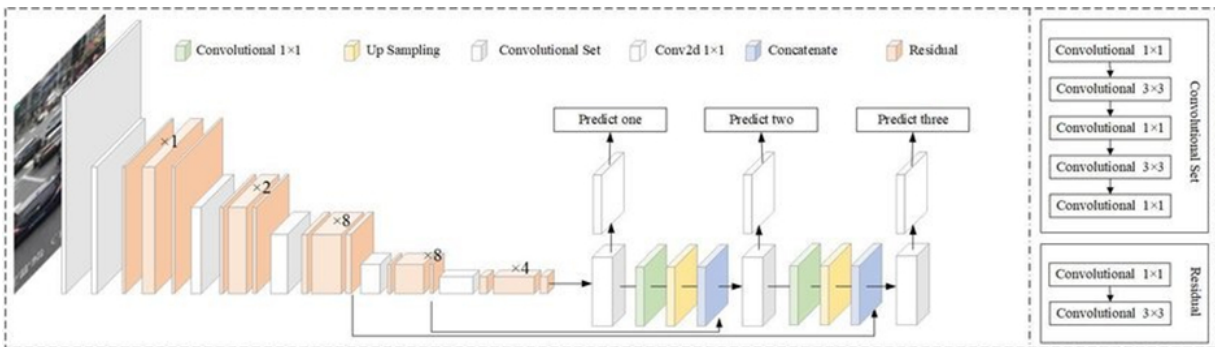 Convolutional 1×1
Up Sampling
Convolutional Set
Conv2d 1×1
Concatenate
Residual
×1
×2
×8
×8
×4
Predict one
Predict two
Predict three
Convolutional 1×1
Convolutional 3×3
Convolutional 1×1
Convolutional 3×3
Convolutional 1×1
Convolutional Set
Convolutional 1×1
Convolutional 3×3
Residual